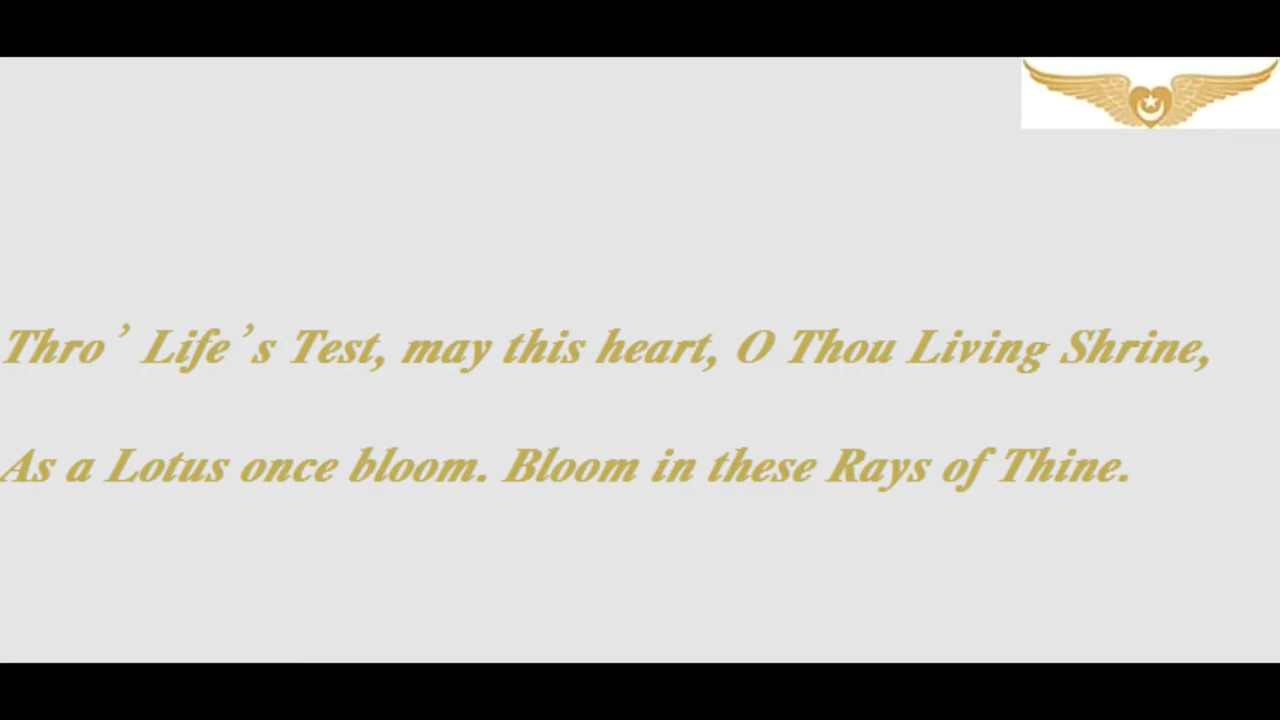 Thro’ Life’s Test, may this heart, O Thou Living Shrine,
As a Lotus once bloom. Bloom in these Rays of Thine.